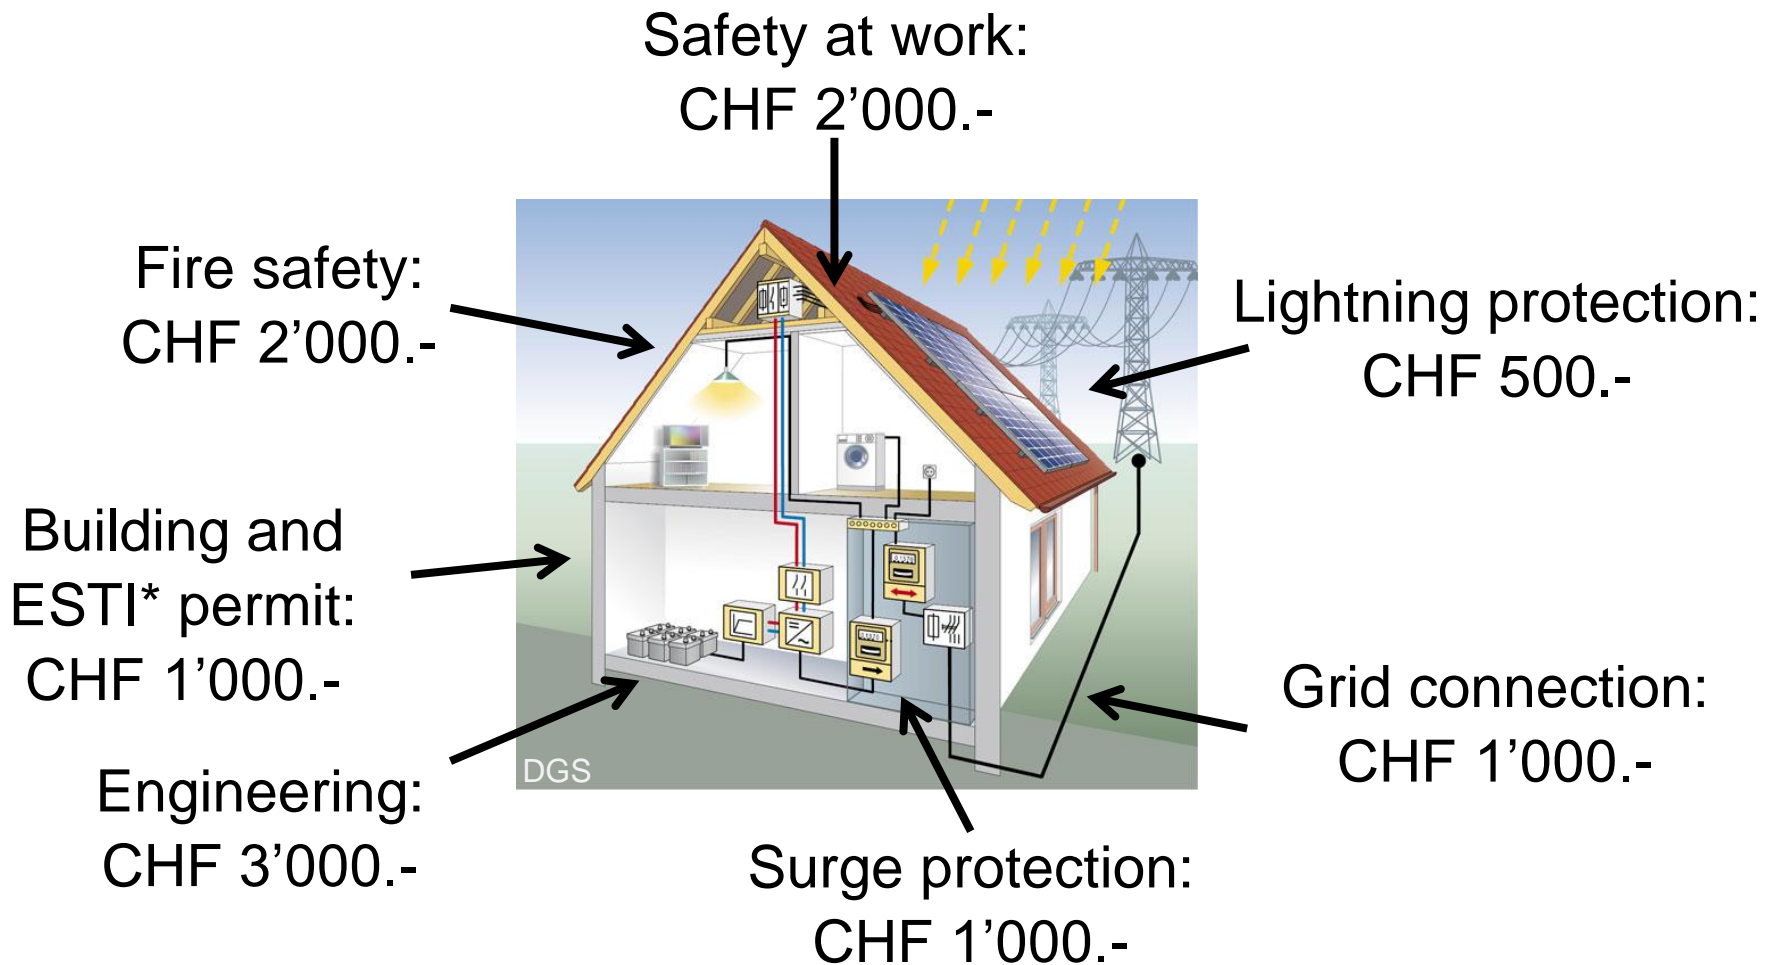 Safety at work:
CHF 2’000.-
Fire safety:
CHF 2’000.-
Lightning protection:
CHF 500.-
Building and
ESTI* permit:
CHF 1’000.-
Grid connection:
CHF 1’000.-
Engineering:
CHF 3’000.-
Surge protection:
CHF 1’000.-
DGS